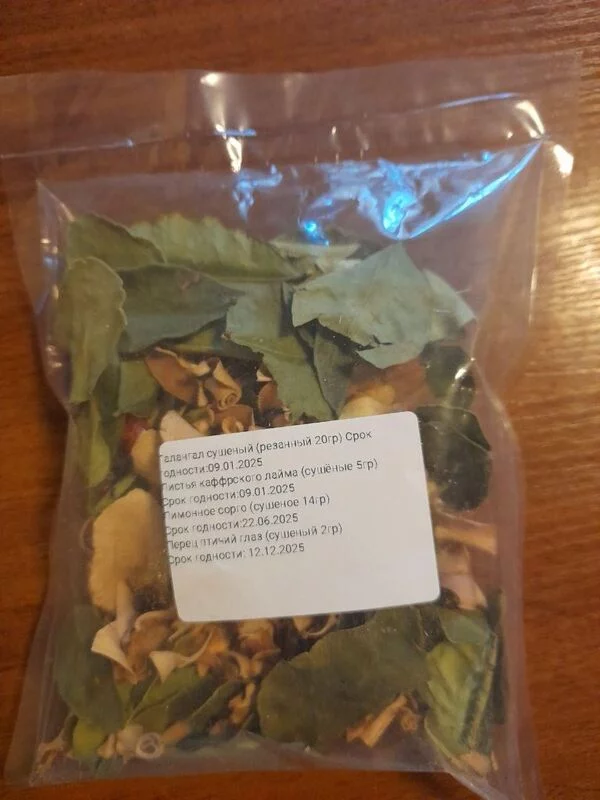 Галангал сушеный (резанный 20гр) Срок
годности:09.01.2025
Листья каффрского лайма (сушёные 5гр)
Срок годности:09.01.2025
Лимонное сорго (сушеное 14гр)
Срок годности:22.06.2025
Перец птичий глаз (сушеный 2гр)
Срок годности: 12.12.2025